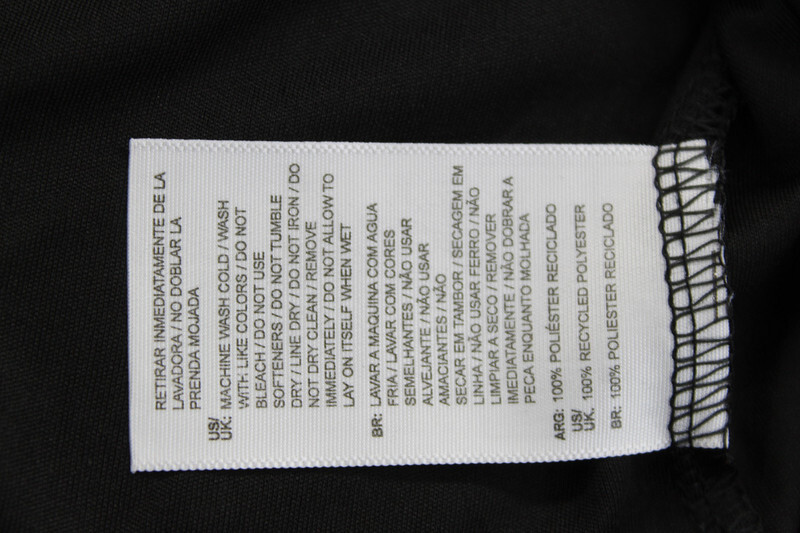 RETIRAR INMEDIATAMENTE DE LA
LAVADORA / NO DOBLAR LA
PRENDA MOJADA
US/
UK: MACHINE WASH COLD / WASH
WITH LIKE COLORS / DO NOT
BLEACH / DO NOT USE
SOFTENERS / DO NOT TUMBLE
DRY / LINE DRY / DO NOT IRON / DO
NOT DRY CLEAN / REMOVE
IMMEDIATELY / DO NOT ALLOW TO
LAY ON ITSELF WHEN WET
BR: LAVAR A MAQUINA COM AGUA
FRIA / LAVAR COM CORES
SEMELHANTES / NÃO USAR
ALVEJANTE / NÃO USAR
AMACIANTES / NÃO
SECAR EM TAMBOR / SECAGEM EM
LINHA / NÃO USAR FERRO / NÃO
LIMPIAR A SECO / REMOVER
IMEDIATAMENTE / NÃO DOBRAR A
PEÇA ENQUANTO MOLHADA
ARG: 100% POLIÉSTER RECICLADO
US/
UK: 100% RECYCLED POLYESTER
BR: 100% POLIESTER RECICLADO